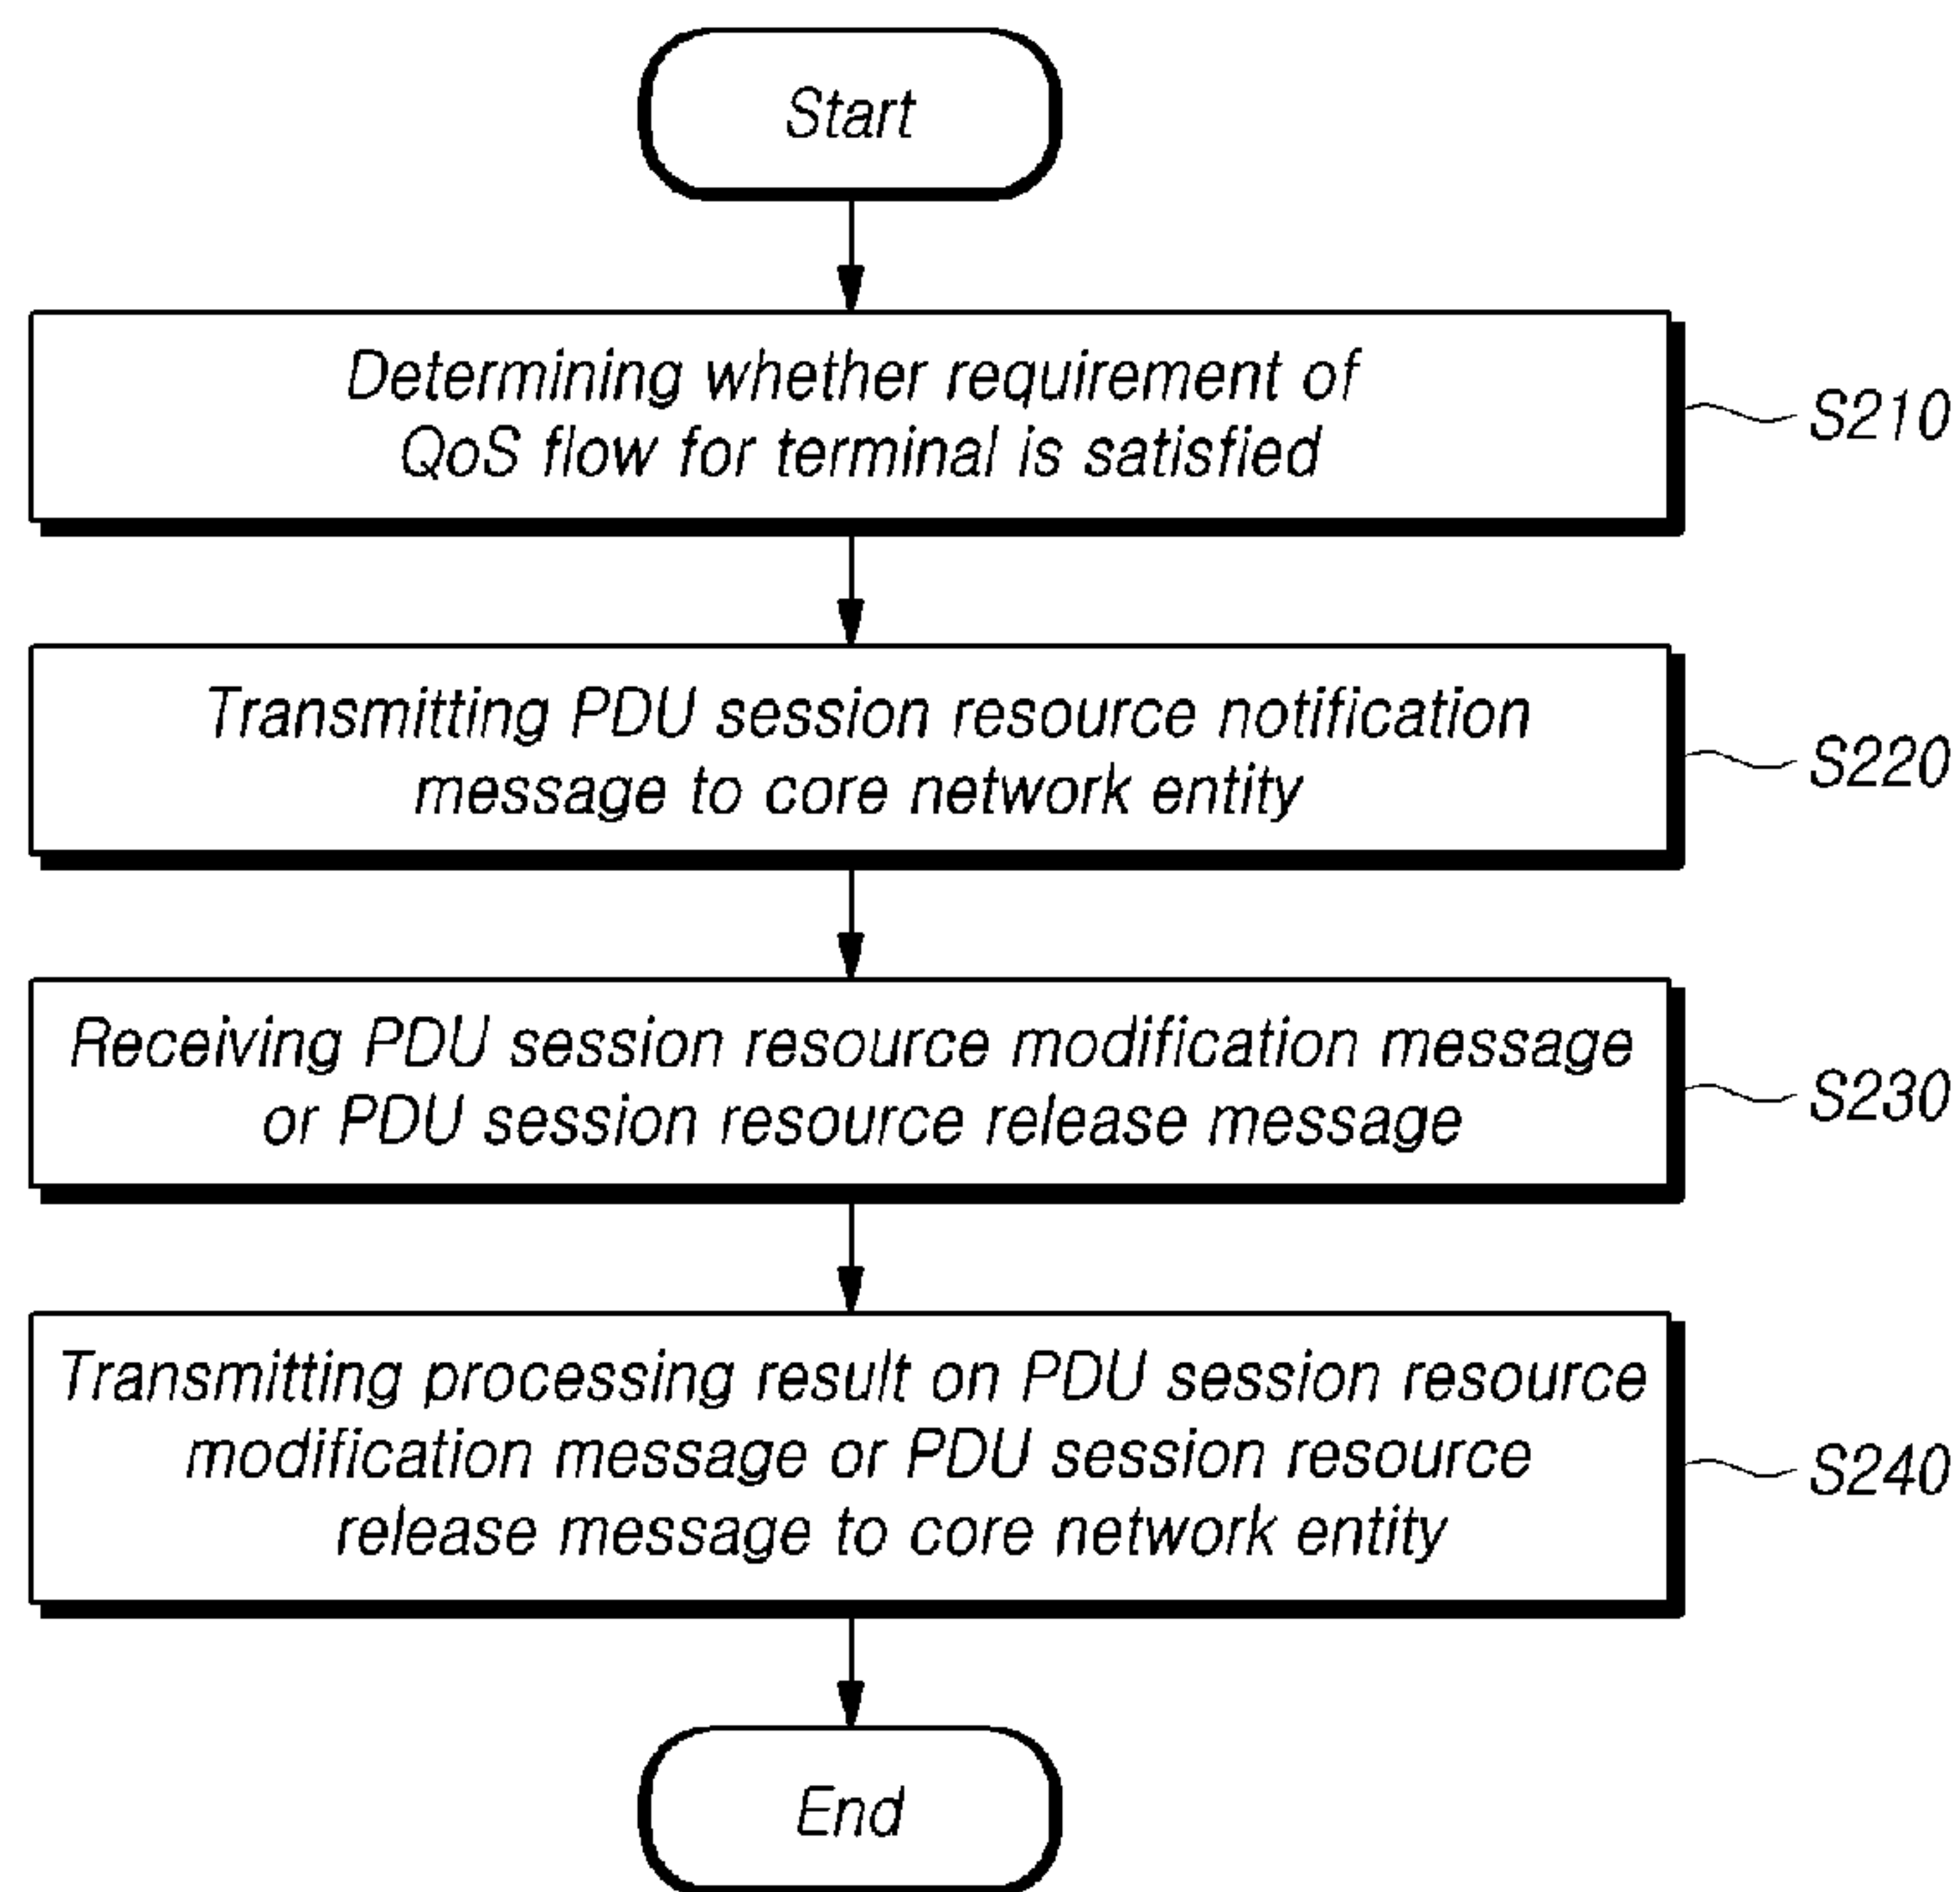 Start
Determining whether requirement of
QoS flow for terminal is satisfied
S210
Transmitting PDU session resource notification
message to core network entity
S220
Receiving PDU session resource modification message
or PDU session resource release message
S230
Transmitting processing result on PDU session resource
modification message or PDU session resource
release message to core network entity
S240
End